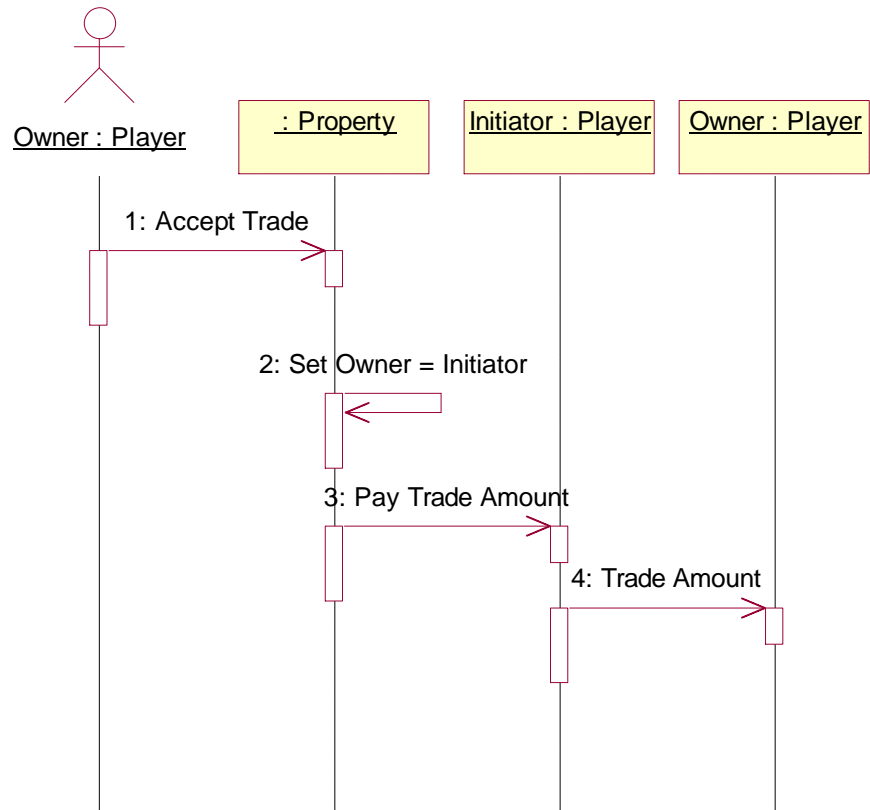 Owner : Player
: Property
Initiator : Player
Owner : Player
1: Accept Trade
2: Set Owner = Initiator
3: Pay Trade Amount
4: Trade Amount